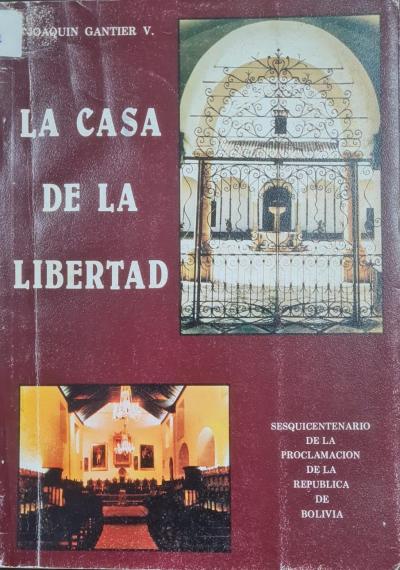 JOAQUIN GANTIER V.
LA CASA
DE LA
LIBERTAD
SESQUICENTENARIO
DE LA
PROCLAMACION
DE LA
REPUBLICA
DE
BOLIVIA